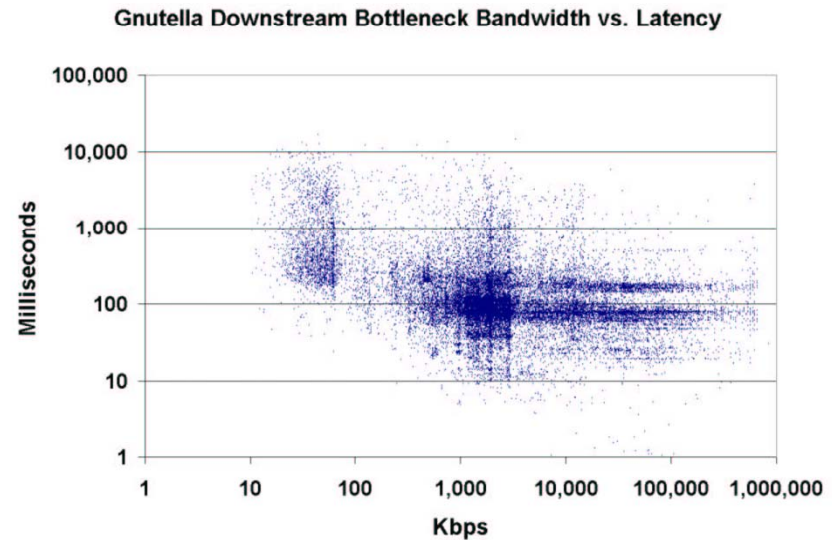 Gnutella Downstream Bottleneck Bandwidth vs. Latency
100,000
10,000
1,000
100
10
1
Milliseconds
1 10 100 1,000 10,000 100,000 1,000,000
Kbps